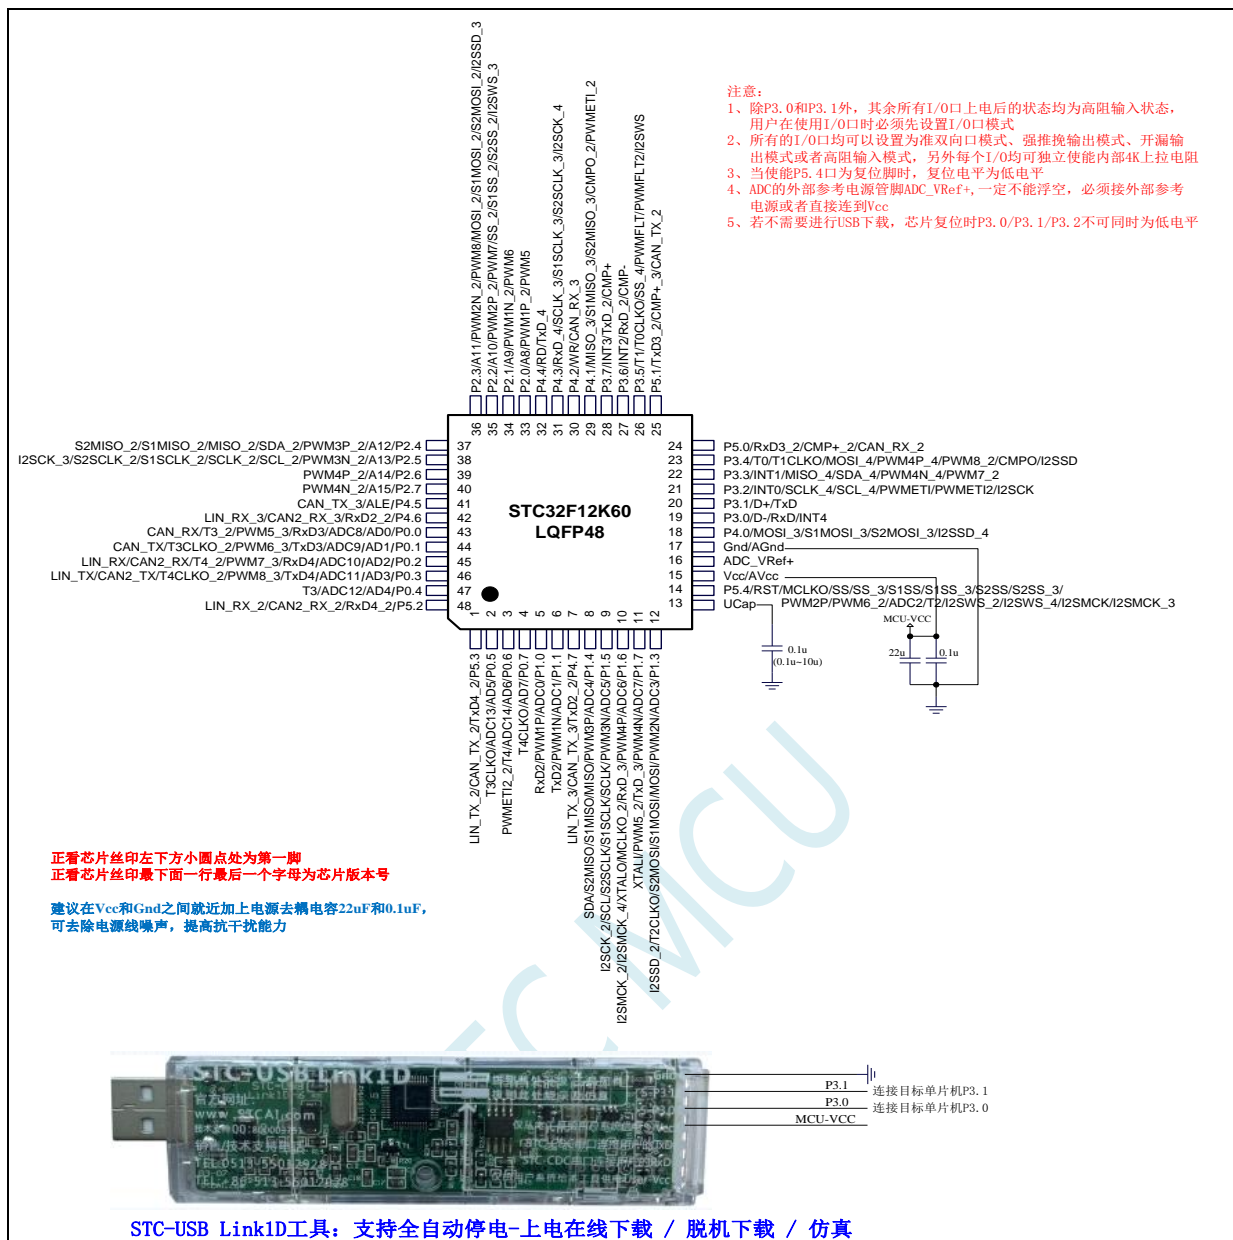 P2.3/A11/PWM2N_2/PWM8/MOSI_2/S1MOSI_2/S2MOSI_2/I2SSD_3
P2.2/A10/PWM2P_2/PWM7/SS_2/S1SS_2/S2SS_2/I2SWS_3
P2.1/A9/PWM1N_2/PWM6
P2.0/A8/PWM1P_2/PWM5
P4.4/RD/TxD_4
P4.3/RxD_4/SCLK_3/S1SCLK_3/S2SCLK_3/I2SCK_4
P4.2/WR/CAN_RX_3
P4.1/MISO_3/S1MISO_3/S2MISO_3/CMPO_2/PWMETI_2
P3.7/INT3/TxD_2/CMP+
P3.6/INT2/RxD_2/CMP-
P3.5/T1/T0CLKO/SS_4/PWMFLT/PWMFLT2/I2SWS
P5.1/TxD3_2/CMP+_3/CAN_TX_2
注意：
1、除P3.0和P3.1外，其余所有I/O口上电后的状态均为高阻输入状态，
用户在使用I/O口时必须先设置I/O口模式
2、所有的I/O口均可以设置为准双向口模式、强推挽输出模式、开漏输
出模式或者高阻输入模式，另外每个I/O均可独立使能内部4K上拉电阻
3、当使能P5.4口为复位脚时，复位电平为低电平
4、ADC的外部参考电源管脚ADC_VRef+,一定不能浮空，必须接外部参考
电源或者直接连到Vcc
5、若不需要进行USB下载，芯片复位时P3.0/P3.1/P3.2不可同时为低电平
36 35 34 33 32 31 30 29 28 27 26 25
S2MISO_2/S1MISO_2/MISO_2/SDA_2/PWM3P_2/A12/P2.4 37
I2SCK_3/S2SCLK_2/S1SCLK_2/SCLK_2/SCL_2/PWM3N_2/A13/P2.5 38
PWM4P_2/A14/P2.6 39
PWM4N_2/A15/P2.7 40
CAN_TX_3/ALE/P4.5 41
LIN_RX_3/CAN2_RX_3/RxD2_2/P4.6 42
CAN_RX/T3_2/PWM5_3/RxD3/ADC8/AD0/P0.0 43
CAN_TX/T3CLKO_2/PWM6_3/TxD3/ADC9/AD1/P0.1 44
LIN_RX/CAN2_RX/T4_2/PWM7_3/RxD4/ADC10/AD2/P0.2 45
LIN_TX/CAN2_TX/T4CLKO_2/PWM8_3/TxD4/ADC11/AD3/P0.3 46
T3/ADC12/AD4/P0.4 47
LIN_RX_2/CAN2_RX_2/RxD4_2/P5.2 48
STC32F12K60
LQFP48
24 P5.0/RxD3_2/CMP+_2/CAN_RX_2
23 P3.4/T0/T1CLKO/MOSI_4/PWM4P_4/PWM8_2/CMPO/I2SSD
22 P3.3/INT1/MISO_4/SDA_4/PWM4N_4/PWM7_2
21 P3.2/INT0/SCLK_4/SCL_4/PWMETI/PWMETI2/I2SCK
20 P3.1/D+/TxD
19 P3.0/D-/RxD/INT4
18 P4.0/MOSI_3/S1MOSI_3/S2MOSI_3/I2SSD_4
17 Gnd/AGnd
16 ADC_VRef+
15 Vcc/AVcc
14 P5.4/RST/MCLKO/SS/SS_3/S1SS/S1SS_3/S2SS/S2SS_3/
PWM2P/PWM6_2/ADC2/T2/I2SWS_2/I2SWS_4/I2SMCK/I2SMCK_3
13 UCap
MCU-VCC
0.1u
(0.1u~10u)
22u
0.1u
1 2 3 4 5 6 7 8 9 10 11 12
LIN_TX_2/CAN_TX_2/TxD4_2/P5.3
T3CLKO/ADC13/AD5/P0.5
PWMETI2_2/T4/ADC14/AD6/P0.6
T4CLKO/AD7/P0.7
RxD2/PWM1P/ADC0/P1.0
TxD2/PWM1N/ADC1/P1.1
LIN_TX_3/CAN_TX_3/TxD2_2/P4.7
SDA/S2MISO/S1MISO/MISO/PWM3P/ADC4/P1.4
I2SCK_2/SCL/S2SCLK/S1SCLK/SCLK/PWM3N/ADC5/P1.5
I2SMCK_2/I2SMCK_4/XTALO/MCLKO_2/RxD_3/PWM4P/ADC6/P1.6
XTALI/PWM5_2/TxD_3/PWM4N/ADC7/P1.7
I2SSD_2/T2CLKO/S2MOSI/S1MOSI/MOSI/PWM2N/ADC3/P1.3
正看芯片丝印左下方小圆点处为第一脚
正看芯片丝印最下面一行最后一个字母为芯片版本号
建议在Vcc和Gnd之间就近加上电源去耦电容22uF和0.1uF，
可去除电源线噪声，提高抗干扰能力
STC MCU
STC-USB Link1D
官方网址
www.STCAI.com
P3.1 连接目标单片机P3.1
P3.0 连接目标单片机P3.0
MCU-VCC
STC-USB Link1D工具：支持全自动停电-上电在线下载 / 脱机下载 / 仿真